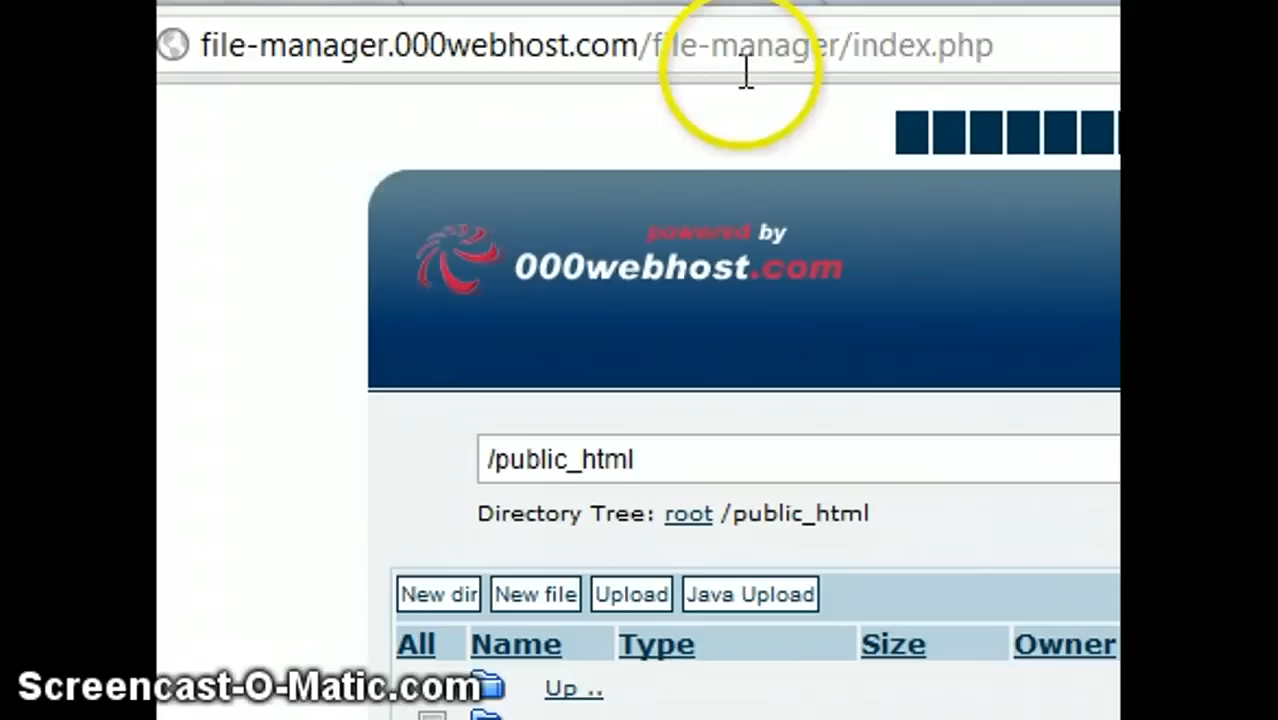 file-manager.000webhost.com/file-manager/index.php
powered by
000webhost.com
/public_html
Directory Tree: root /public_html
New dir New file Upload Java Upload
All Name Type Size Owner
Up ..
Screencast-O-Matic.com